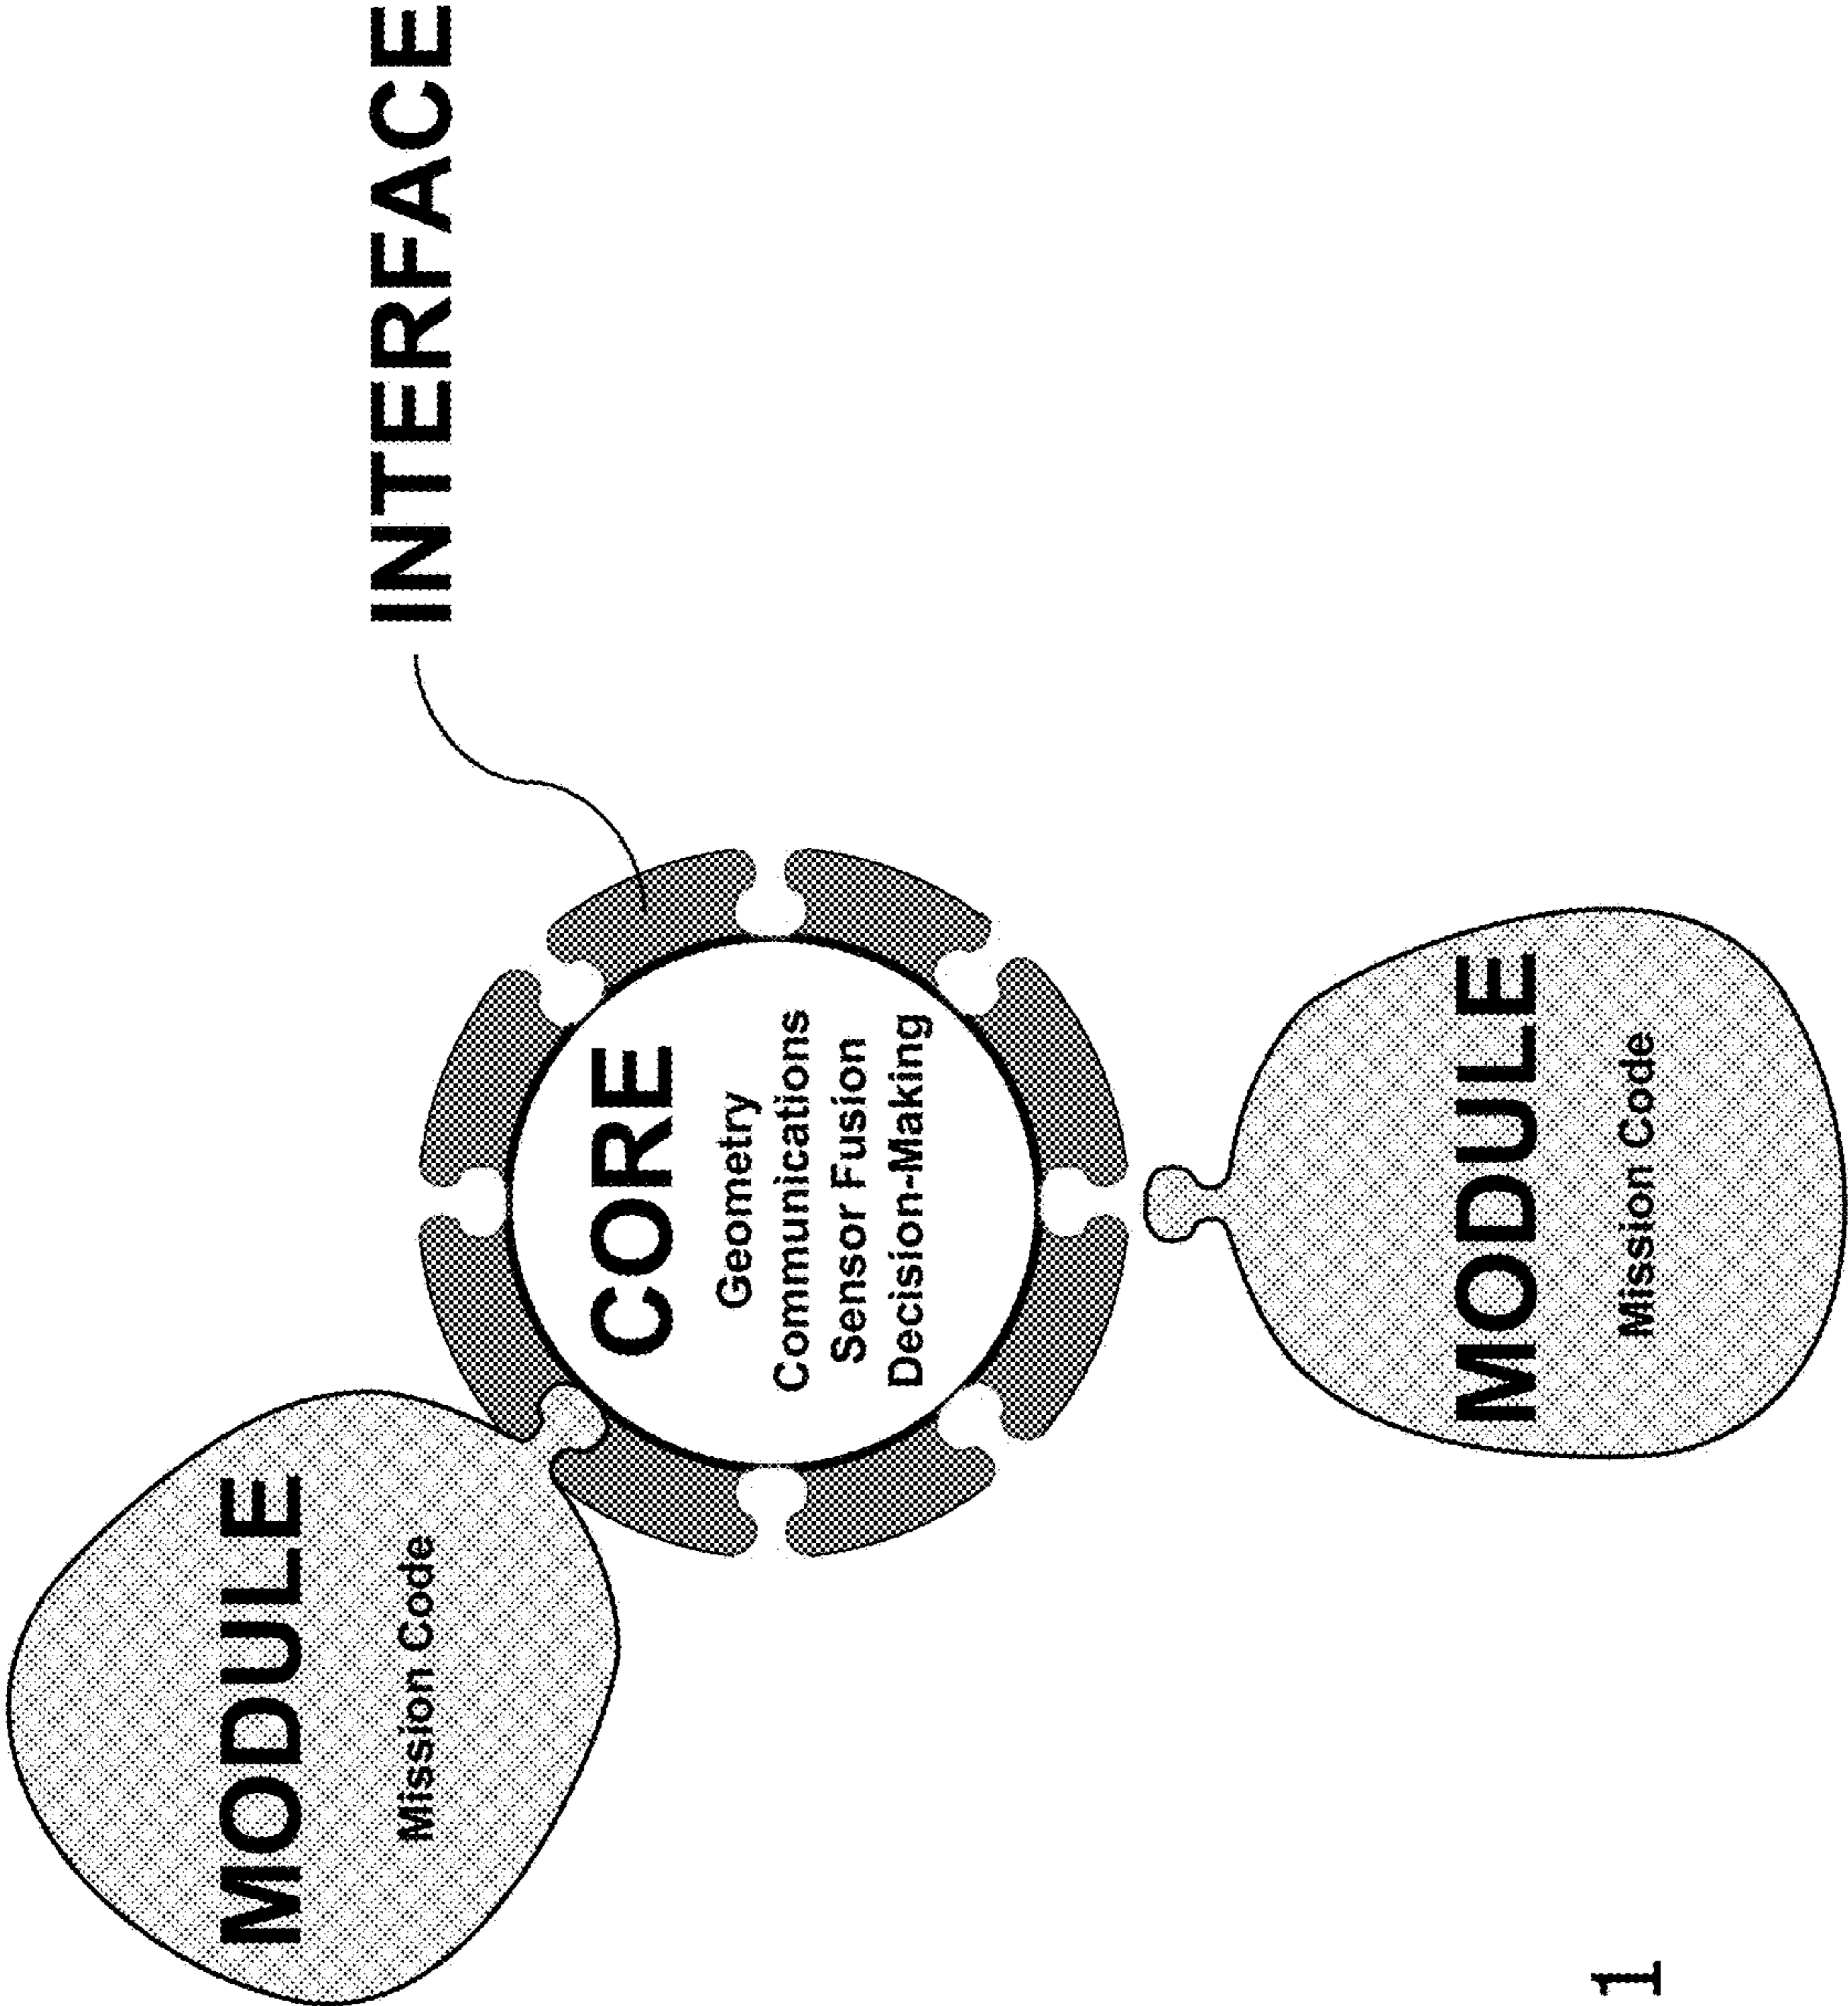 INTERFACE
MODULE
Mission Code
CORE
Geometry
Communications
Sensor Fusion
Decision-Making
MODULE
Mission Code
1